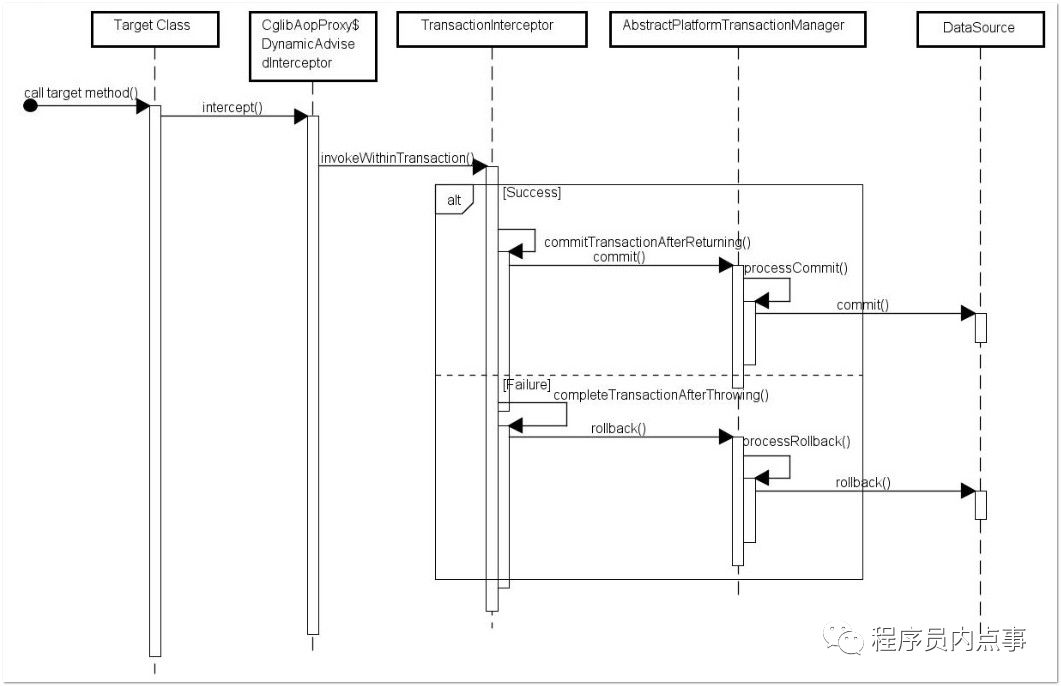 Target Class
CglibAopProxy$
DynamicAdvise
dInterceptor
TransactionInterceptor
AbstractPlatformTransactionManager
DataSource
call target method()
intercept()
invokeWithinTransaction()
alt
[Success]
commitTransactionAfterReturning()
commit()
processCommit()
commit()
[Failure]
completeTransactionAfterThrowing()
rollback()
processRollback()
rollback()
程序员内点事